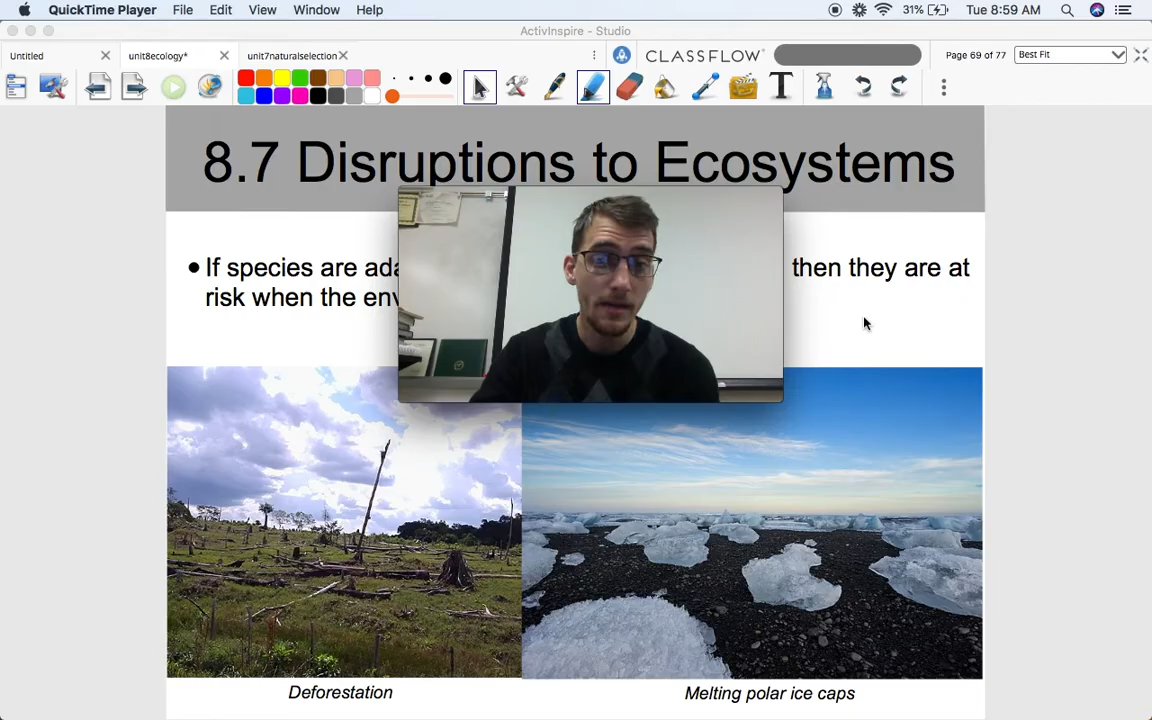 QuickTime Player File Edit View Window Help 31% Tue 8:59 AM
ActivInspire - Studio
Untitled unit8ecology* unit7naturalselection CLASSFLOW Page 69 of 77 Best Fit
T
8.7 Disruptions to Ecosystems
If species are then they are at
risk when the
Deforestation
Melting polar ice caps